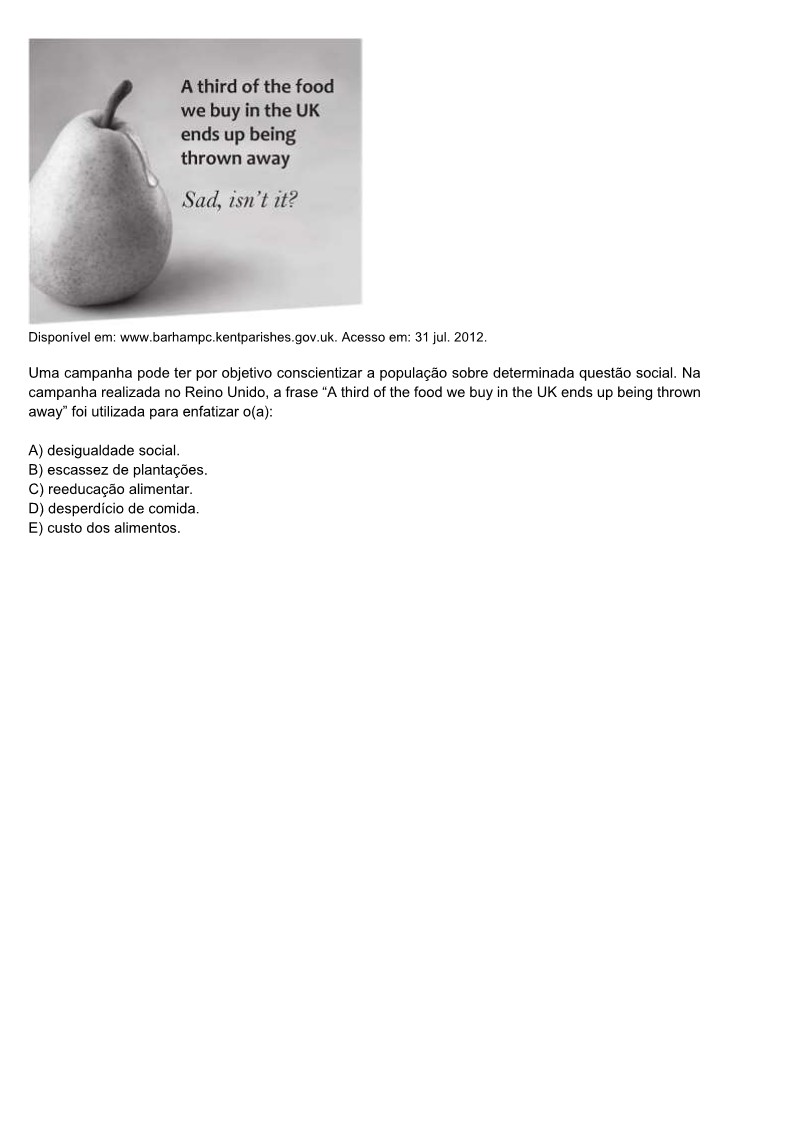 A third of the food
we buy in the UK
ends up being
thrown away
Sad, isn't it?
Disponível em: www.barhampc.kentparishes.gov.uk. Acesso em: 31 jul. 2012.
Uma campanha pode ter por objetivo conscientizar a população sobre determinada questão social. Na
campanha realizada no Reino Unido, a frase “A third of the food we buy in the UK ends up being thrown
away” foi utilizada para enfatizar o(a):
A) desigualdade social.
B) escassez de plantações.
C) reeducação alimentar.
D) desperdício de comida.
E) custo dos alimentos.